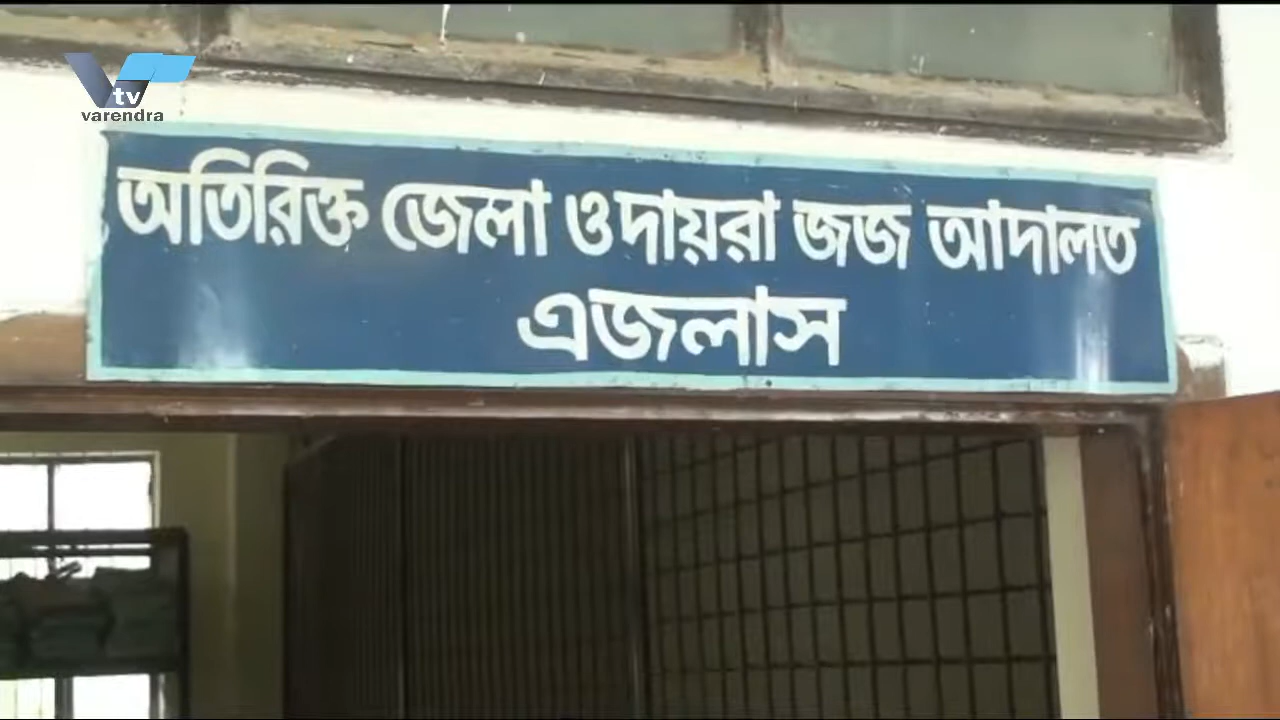 tv
varendra
অতিরিক্ত জেলা ও দায়রা জজ আদালত
এজলাস